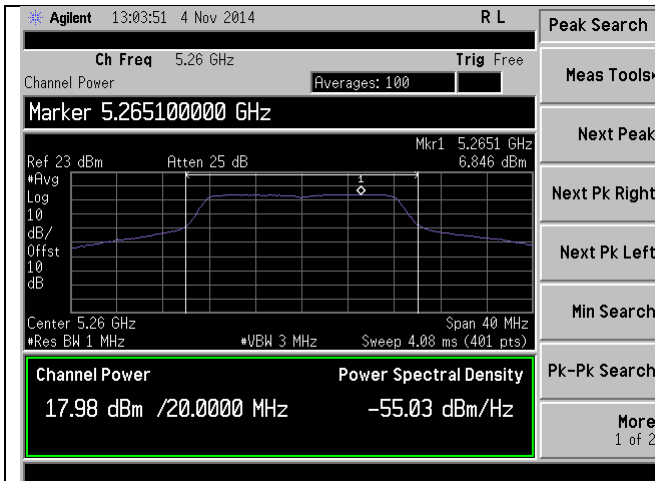 Agilent 13:03:51 4 Nov 2014 R L
Ch Freq 5.26 GHz Trig Free
Channel Power Averages: 100
Marker 5.265100000 GHz
Mkr1 5.2651 GHz
Ref 23 dBm Atten 25 dB 6.846 dBm
#Avg
Log
10
dB/
Offst
10
dB
1
Center 5.26 GHz Span 40 MHz
#Res BW 1 MHz #VBW 3 MHz Sweep 4.08 ms (401 pts)
Channel Power Power Spectral Density
17.98 dBm /20.0000 MHz -55.03 dBm/Hz
Peak Search
Meas Tools
Next Peak
Next Pk Right
Next Pk Left
Min Search
Pk-Pk Search
More
1 of 2